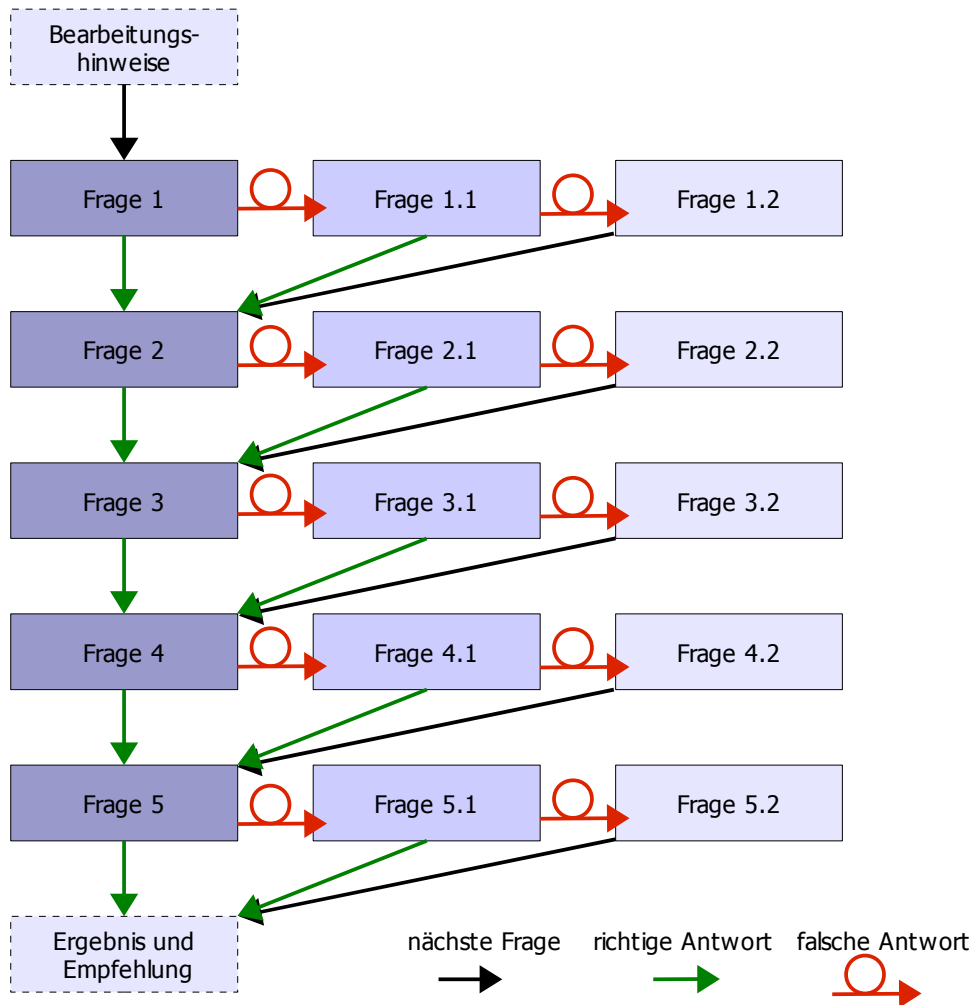 Bearbeitungs-
hinweise
Frage 1
Frage 1.1
Frage 1.2
Frage 2
Frage 2.1
Frage 2.2
Frage 3
Frage 3.1
Frage 3.2
Frage 4
Frage 4.1
Frage 4.2
Frage 5
Frage 5.1
Frage 5.2
Ergebnis und
Empfehlung
nächste Frage
richtige Antwort
falsche Antwort